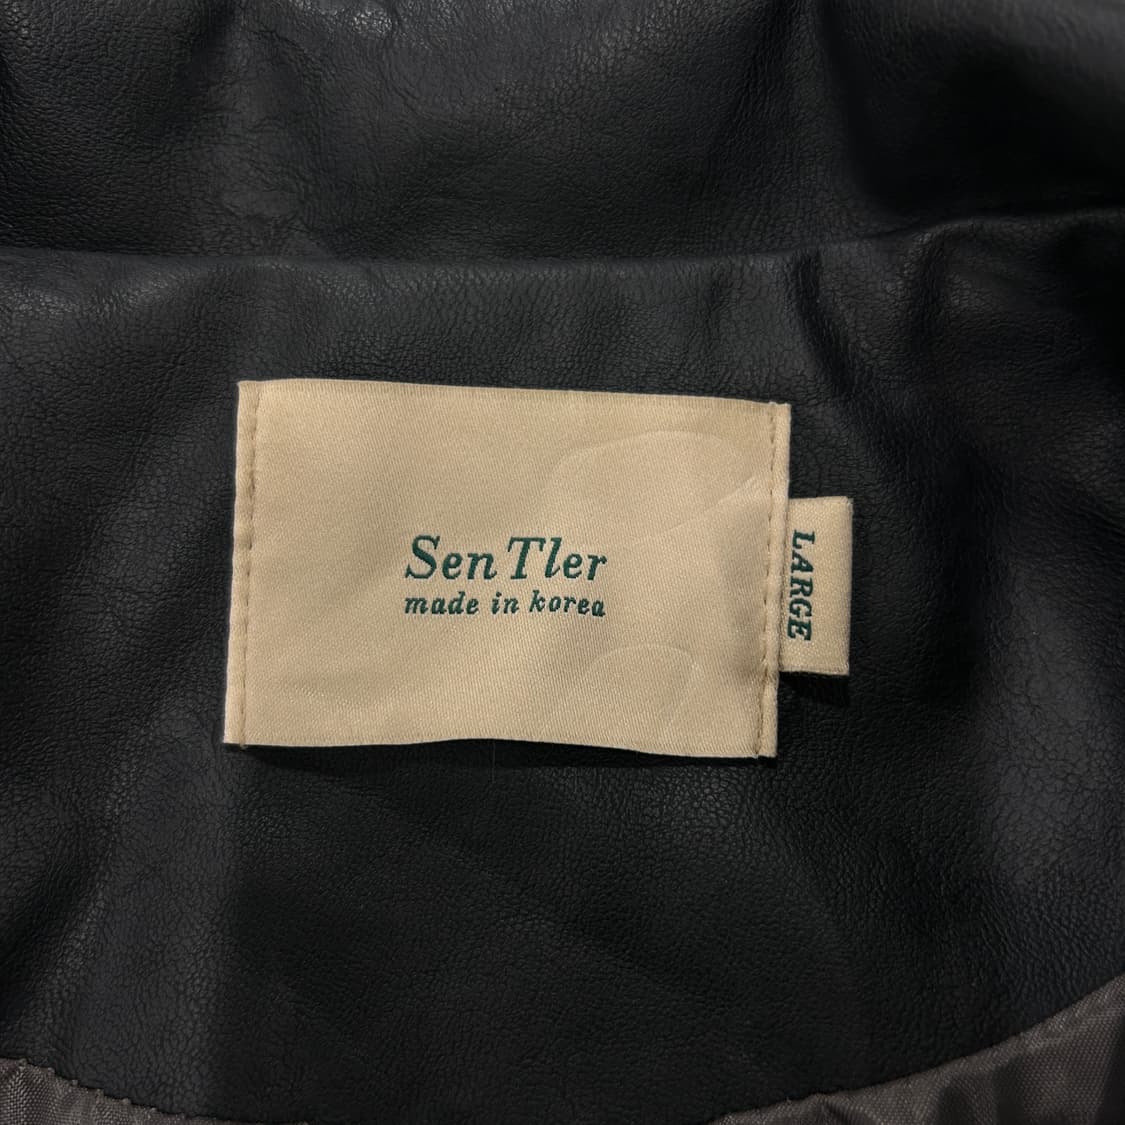 Sen Tler
made in korea
LARGE